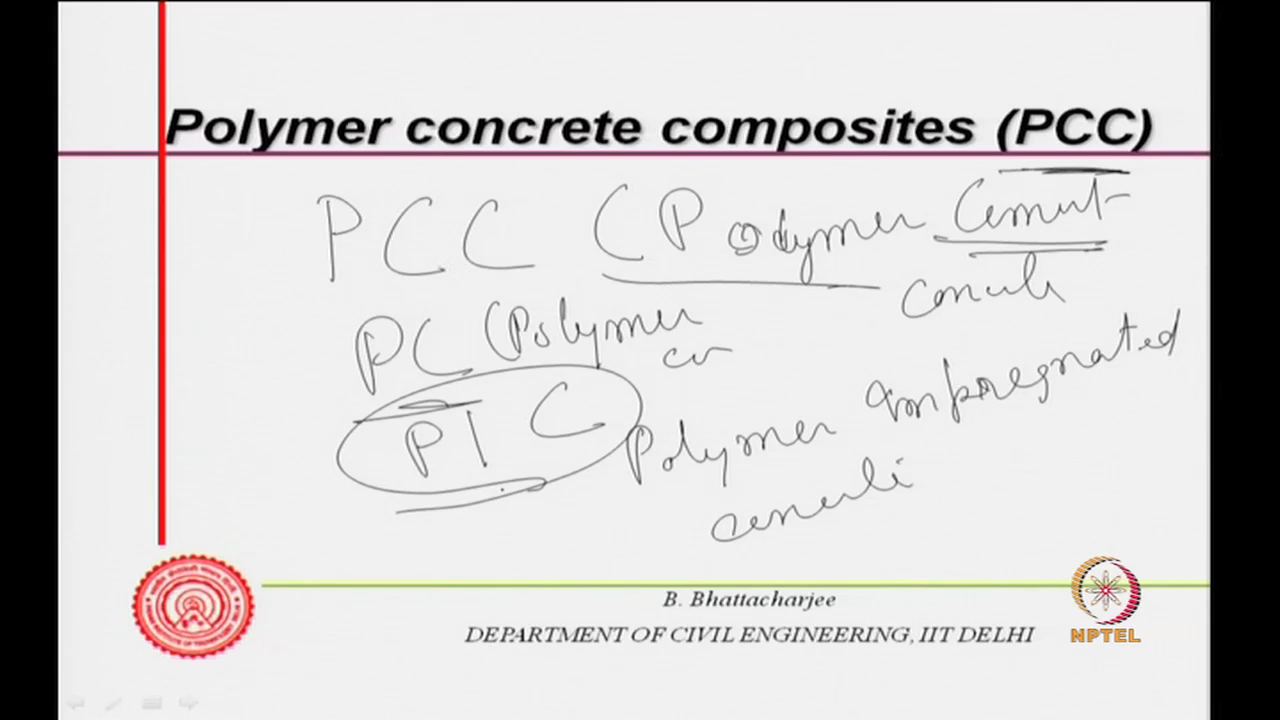 Polymer concrete composites (PCC)
PCC (Polymer Cement
concrete
PC (Polymer
PIC Polymer impregnated
concrete
B. Bhattacharjee
DEPARTMENT OF CIVIL ENGINEERING, IIT DELHI
NPTEL